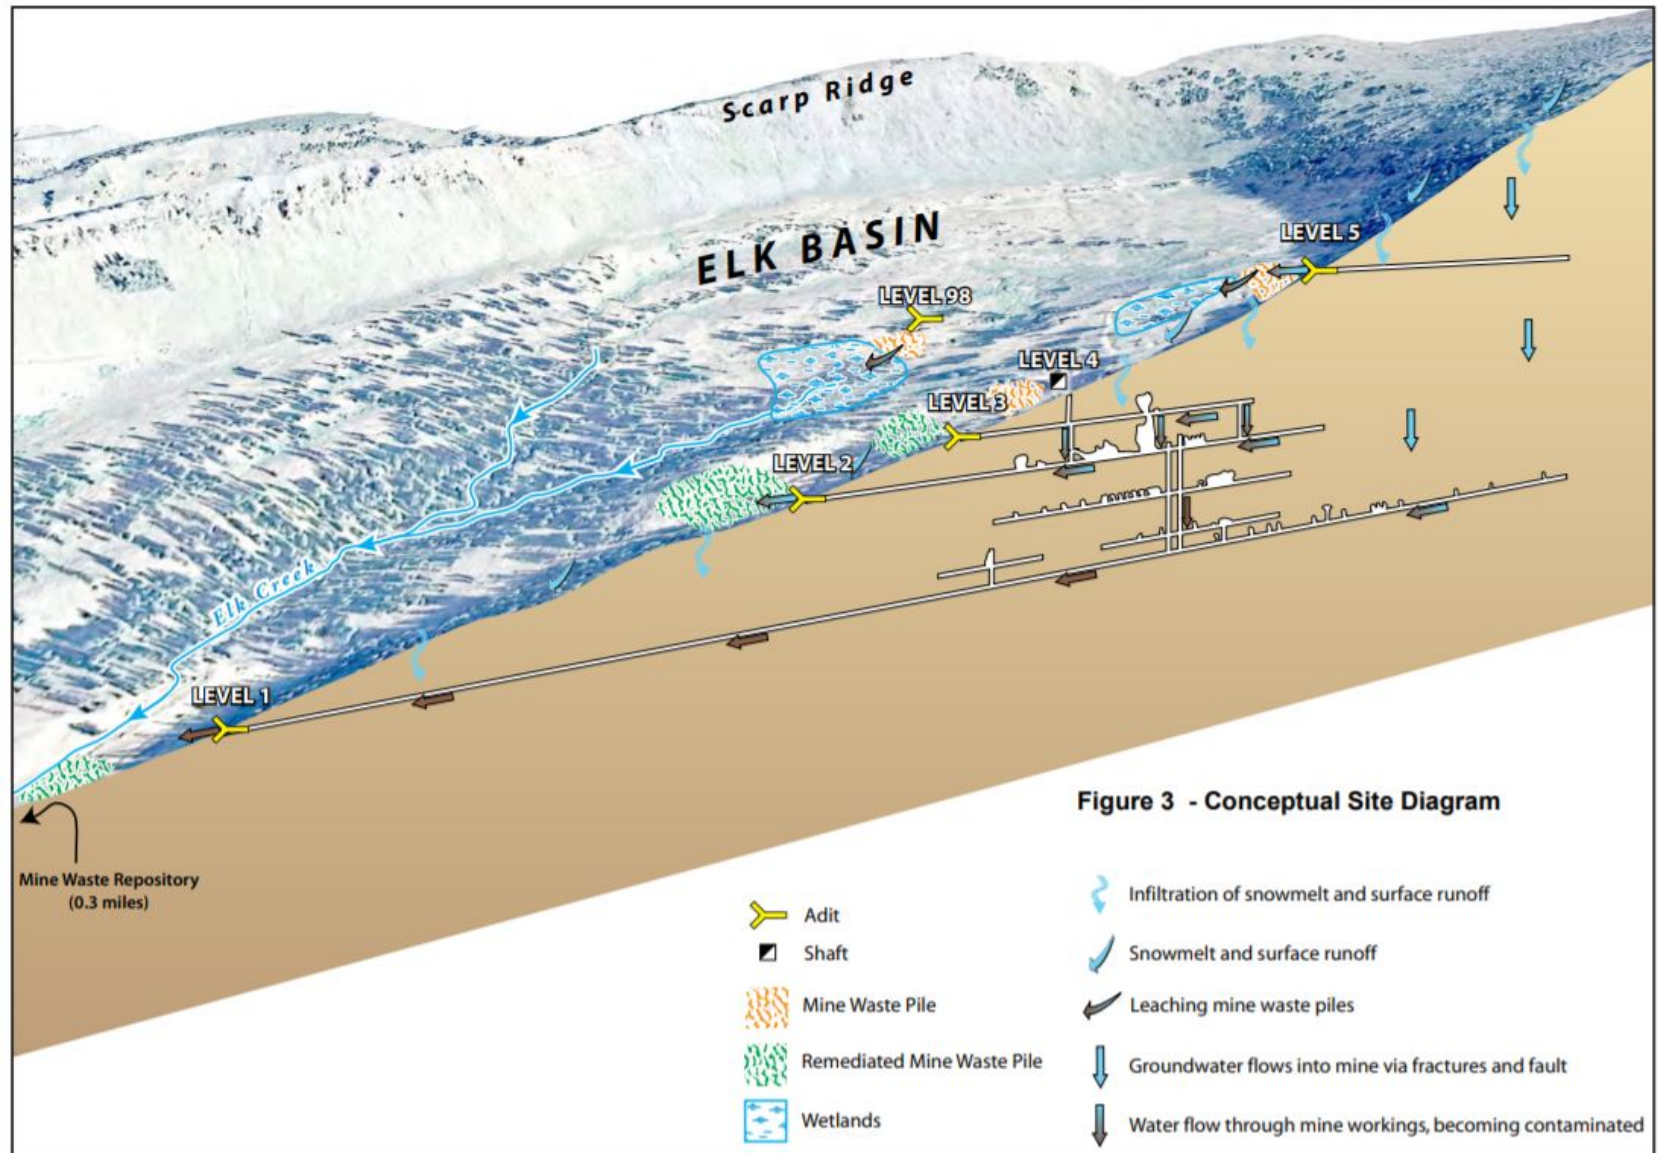 Scarp Ridge
ELK BASIN
LEVEL 5
LEVEL 98
LEVEL 4
LEVEL 3
LEVEL 2
Elk Creek
LEVEL 1
Mine Waste Repository
(0.3 miles)
Figure 3 - Conceptual Site Diagram
Adit
Shaft
Mine Waste Pile
Remediated Mine Waste Pile
Wetlands
Infiltration of snowmelt and surface runoff
Snowmelt and surface runoff
Leaching mine waste piles
Groundwater flows into mine via fractures and fault
Water flow through mine workings, becoming contaminated